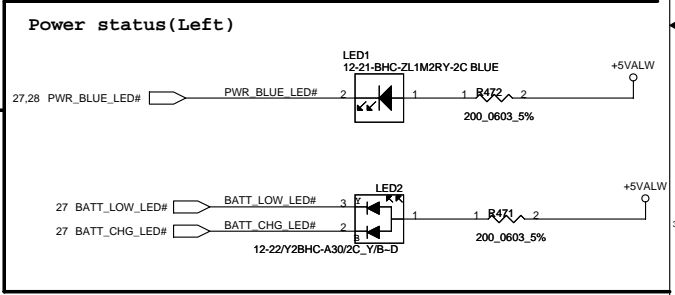 Power status(Left)
LED1
12-21-BHC-ZL1M2RY-2C BLUE
+5VALW
27,28 PWR_BLUE_LED#
PWR_BLUE_LED#
2
1
1
R472
2
200_0603_5%
LED2
+5VALW
27 BATT_LOW_LED#
BATT_LOW_LED#
3
Y
27 BATT_CHG_LED#
BATT_CHG_LED#
2
B
1
1
R471
2
200_0603_5%
12-22/Y2BHC-A30/2C_Y/B~D
3